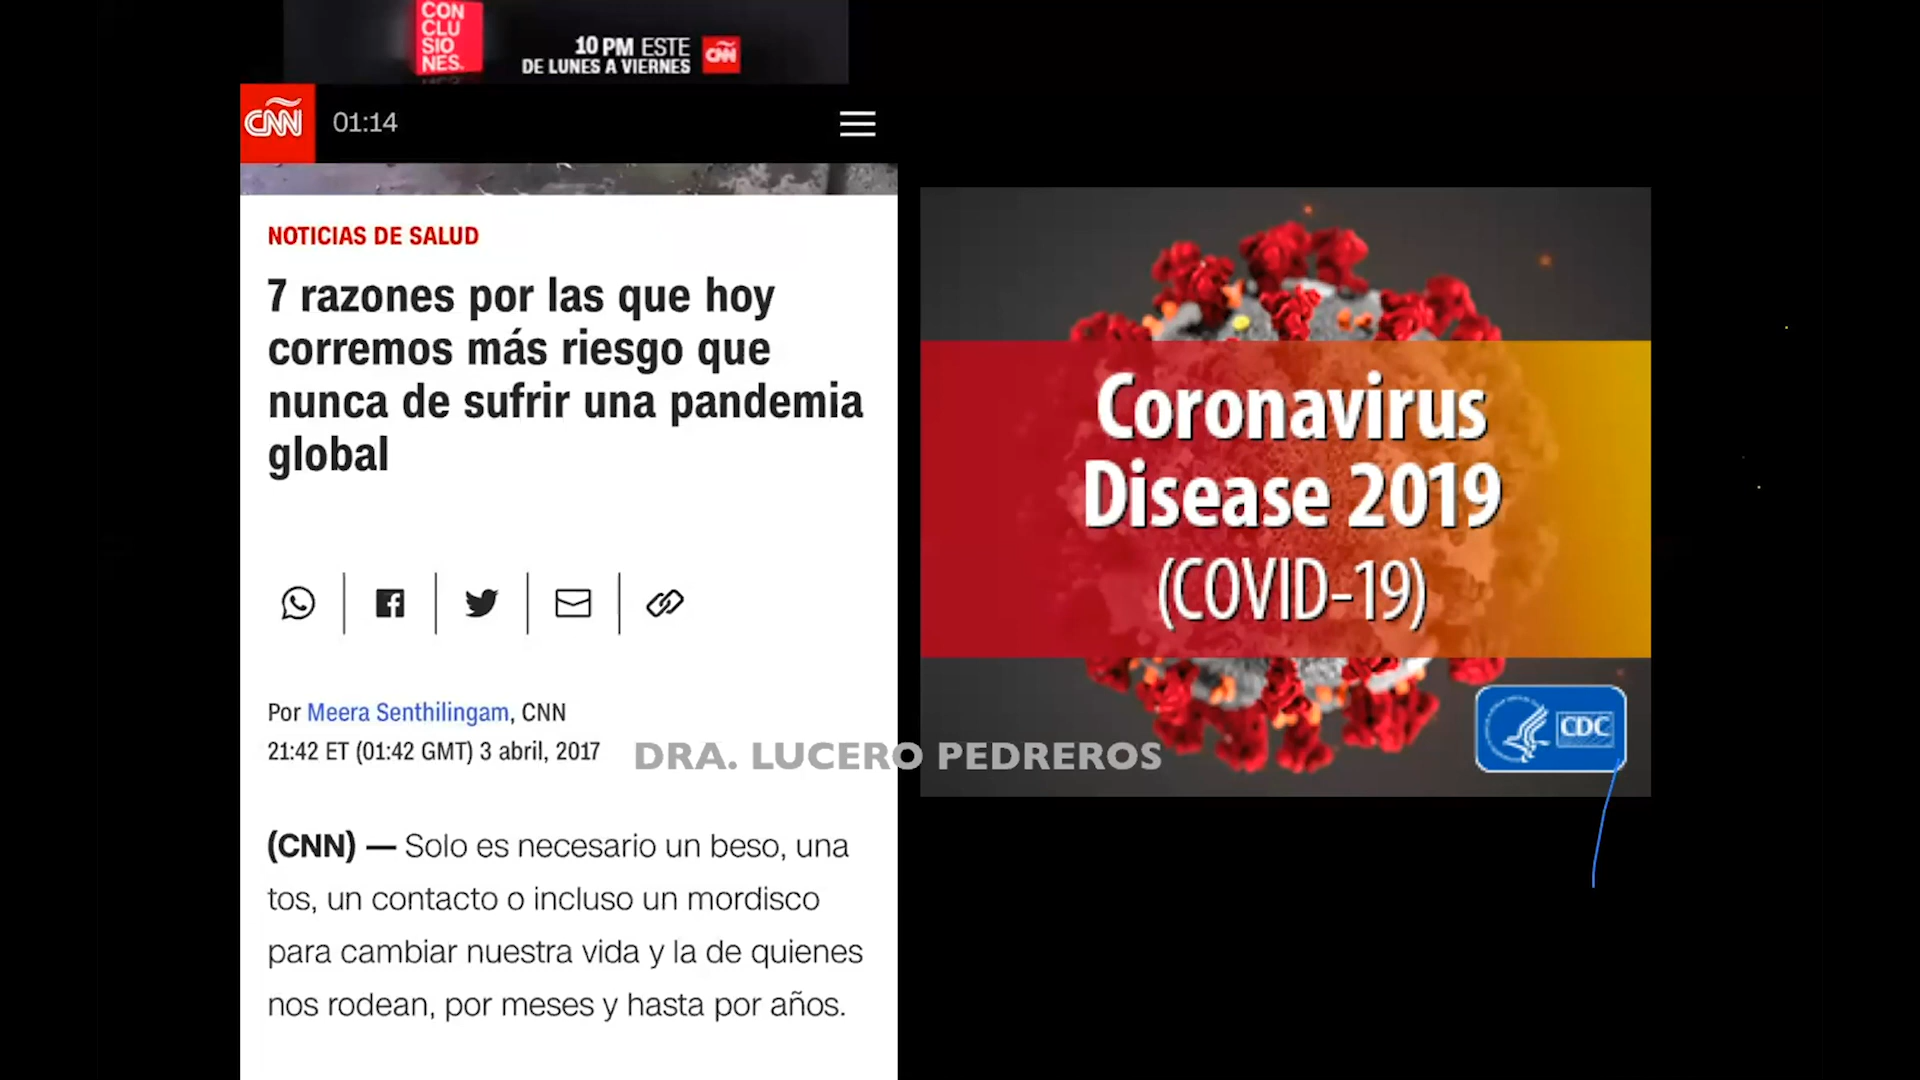 CON
CLU
SIO
NES.
10 PM ESTE
DE LUNES A VIERNES
CNN
CNN
01:14
NOTICIAS DE SALUD
7 razones por las que hoy
corremos más riesgo que
nunca de sufrir una pandemia
global
Por Meera Senthilingam, CNN
21:42 ET (01:42 GMT) 3 abril, 2017
(CNN) — Solo es necesario un beso, una
tos, un contacto o incluso un mordisco
para cambiar nuestra vida y la de quienes
nos rodean, por meses y hasta por años.
Coronavirus
Disease 2019
(COVID-19)
CDC
DRA. LUCERO PEDREROS